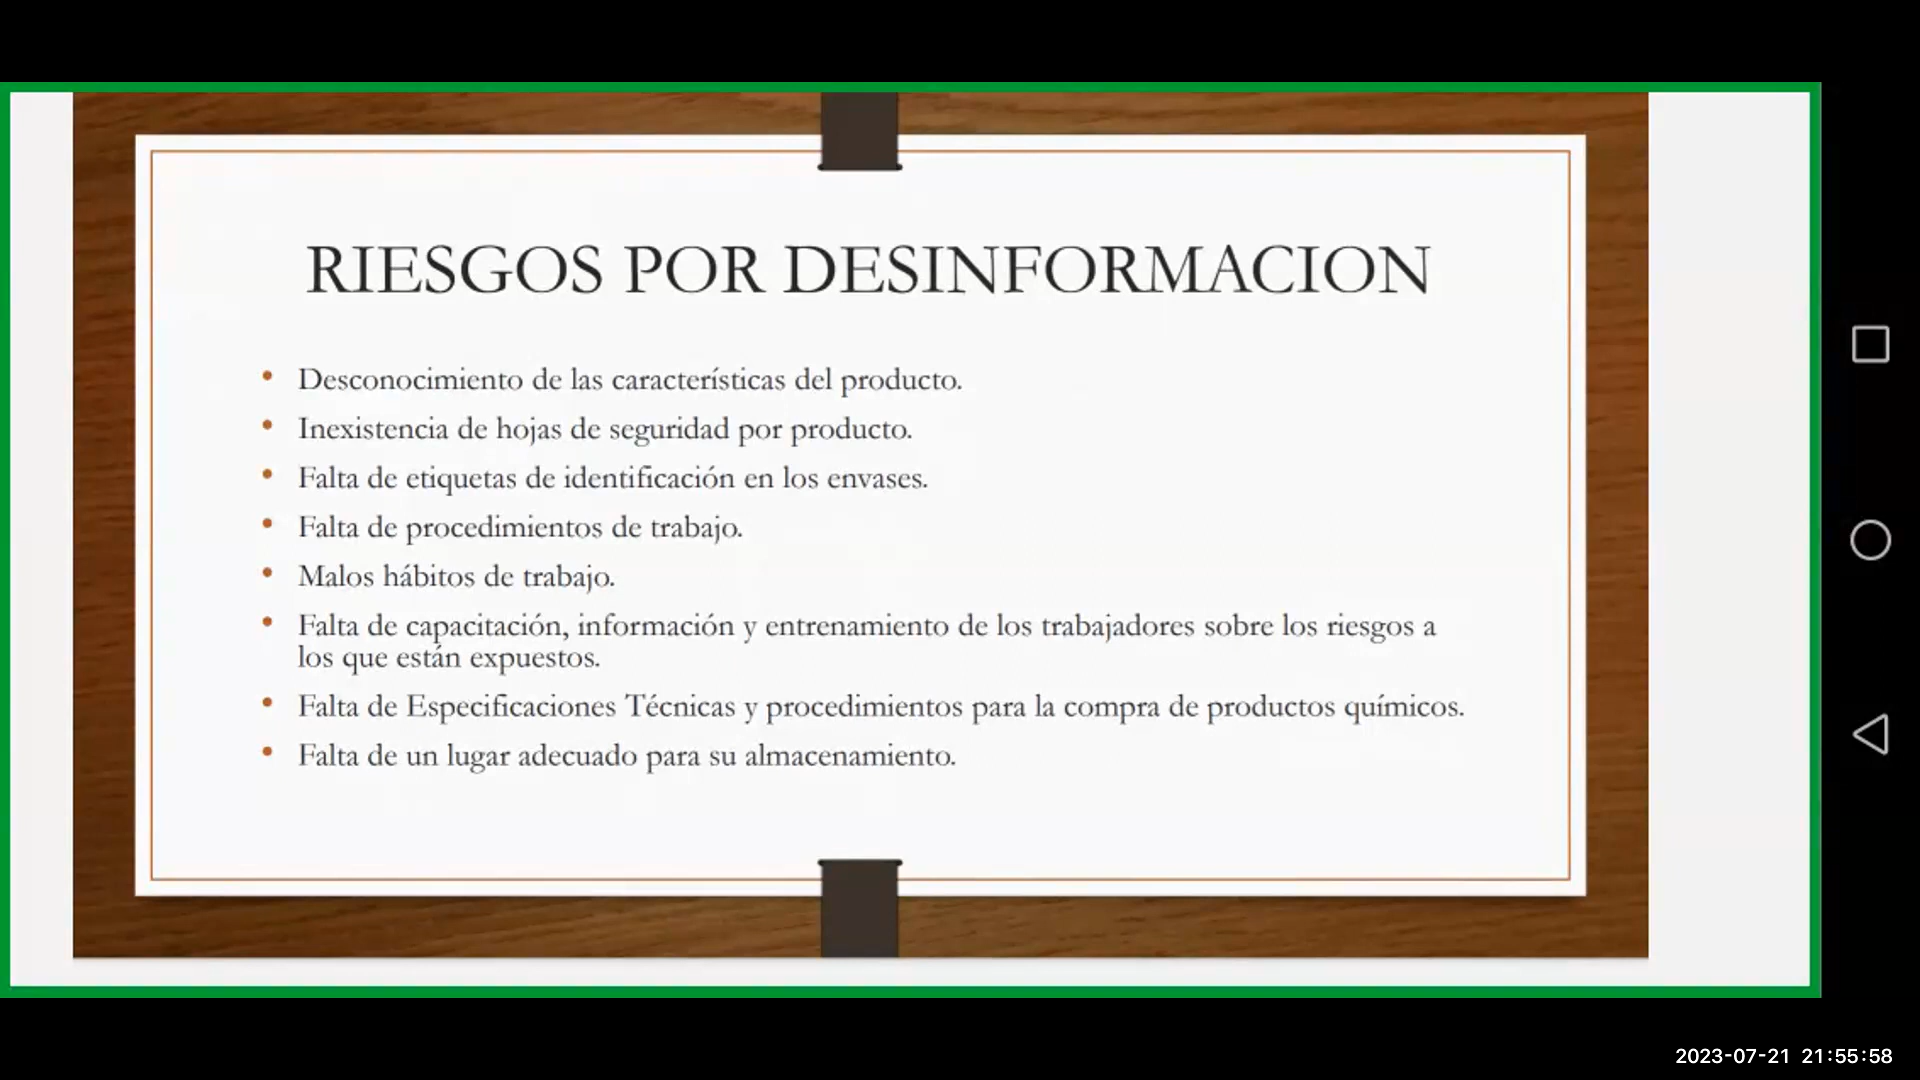 RIESGOS POR DESINFORMACION
• Desconocimiento de las características del producto.
• Inexistencia de hojas de seguridad por producto.
• Falta de etiquetas de identificación en los envases.
• Falta de procedimientos de trabajo.
• Malos hábitos de trabajo.
• Falta de capacitación, información y entrenamiento de los trabajadores sobre los riesgos a
los que están expuestos.
• Falta de Especificaciones Técnicas y procedimientos para la compra de productos químicos.
• Falta de un lugar adecuado para su almacenamiento.
2023-07-21 21:55:58